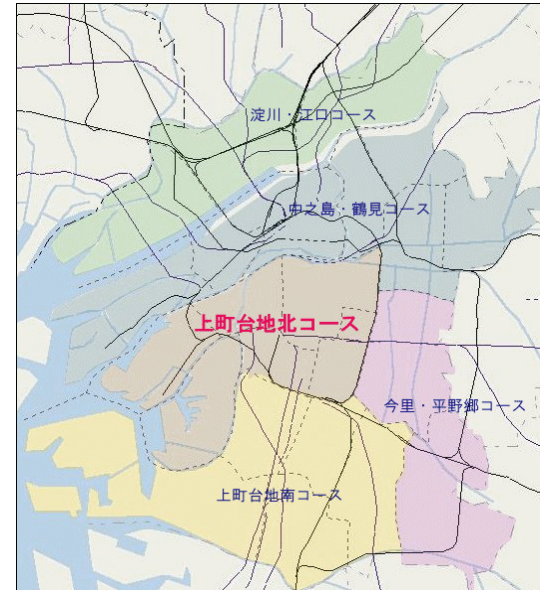 淀川・江口コース
中之島・鶴見コース
上町台地北コース
今里・平野郷コース
上町台地南コース